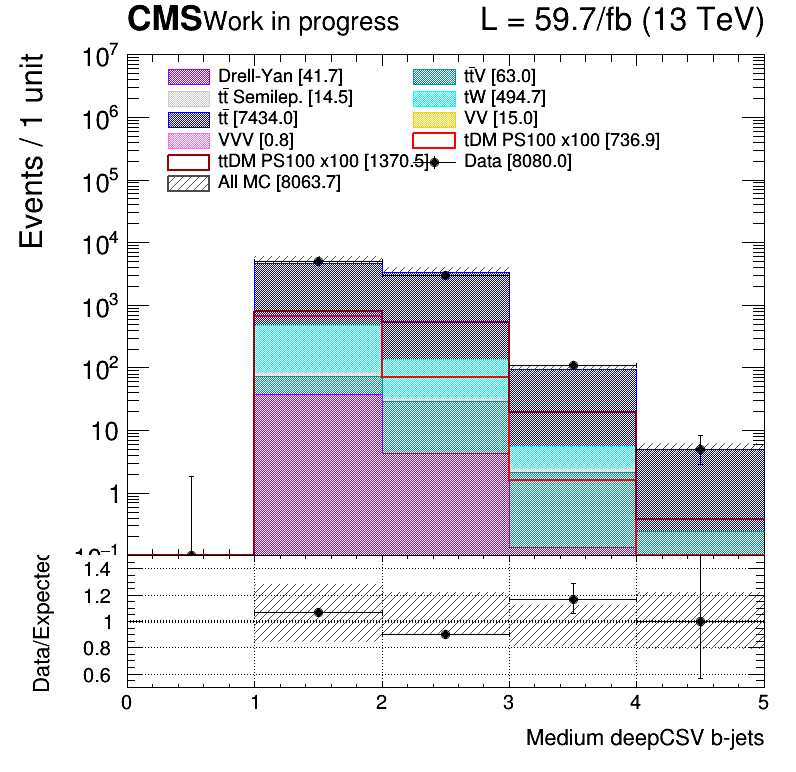 CMS Work in progress L = 59.7/fb (13 TeV)
Events / 1 unit
10^7
10^6
10^5
10^4
10^3
10^2
10
1
10^-1
Drell-Yan [41.7] tt̄V [63.0]
tt̄ Semilep. [14.5] tW [494.7]
tt̄ [7434.0] VV [15.0]
VVV [0.8] tDM PS100 x100 [736.9]
ttDM PS100 x100 [1370.5] Data [8080.0]
All MC [8063.7]
Data/Expected
1.4
1.2
1
0.8
0.6
0 1 2 3 4 5
Medium deepCSV b-jets